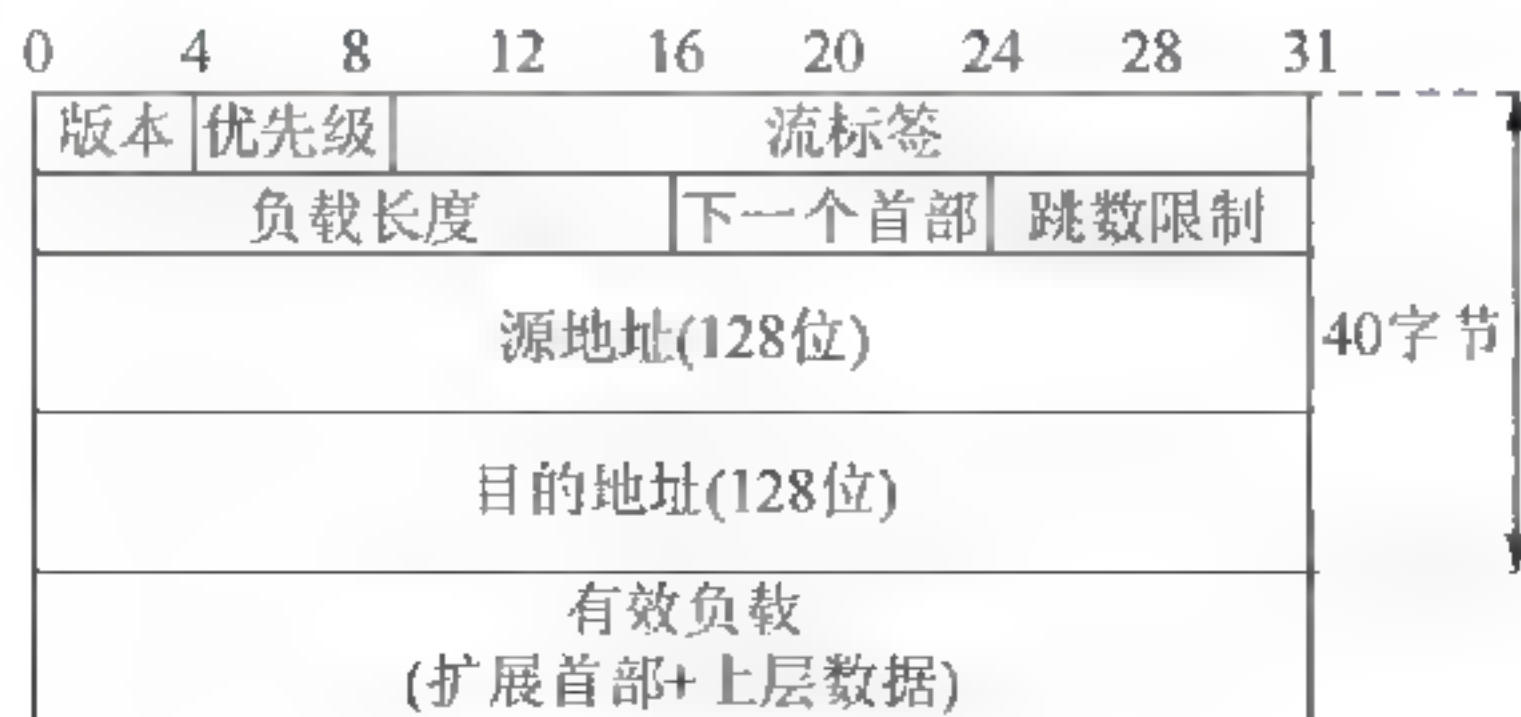 0 4 8 12 16 20 24 28 31
版本 优先级 流标签
负载长度 下一个首部 跳数限制
源地址(128位) 40字节
目的地址(128位)
有效负载
(扩展首部+上层数据)